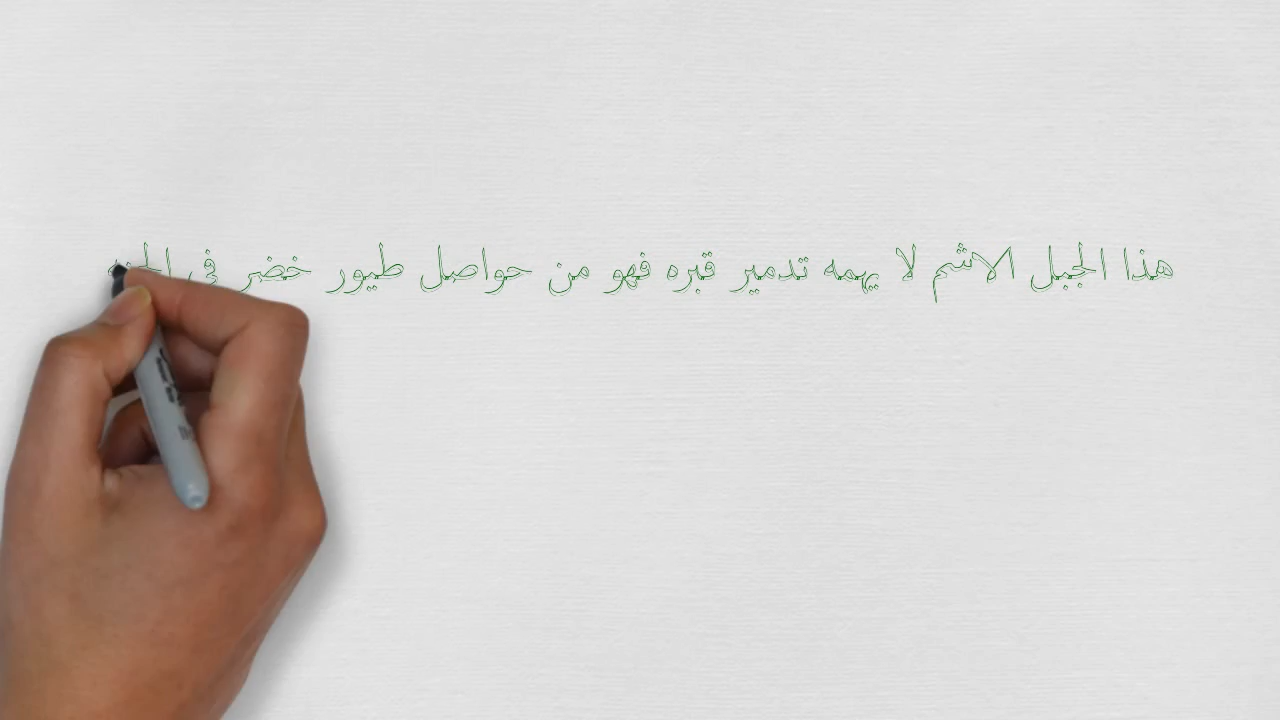 هذا الجبل الاشم لا يهمه تدمير قبره فهو من حواصل طيور خضر في